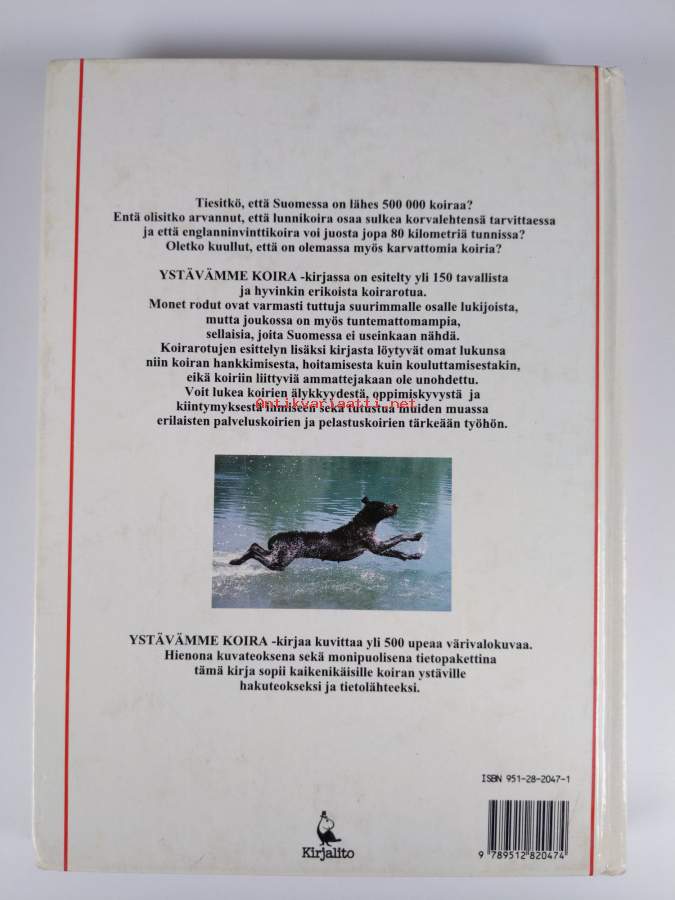 Tiesitkö, että Suomessa on lähes 500 000 koiraa?
Entä olisitko arvannut, että lunnikoira osaa sulkea korvalehtensä tarvittaessa
ja että englanninvinttikoira voi juosta jopa 80 kilometriä tunnissa?
Oletko kuullut, että on olemassa myös karvattomia koiria?
YSTÄVÄMME KOIRA -kirjassa on esitelty yli 150 tavallista
ja hyvinkin erikoista koirarotua.
Monet rodut ovat varmasti tuttuja suurimmalle osalle lukijoista,
mutta joukossa on myös tuntemattomampia,
sellaisia, joita Suomessa ei useinkaan nähdä.
Koirarotujen esittelyn lisäksi kirjasta löytyvät omat lukunsa
niin koiran hankkimisesta, hoitamisesta kuin kouluttamisestakin,
eikä koiriin liittyviä ammattejakaan ole unohdettu.
Voit lukea koirien älykkyydestä, oppimiskyvystä ja
kiintymyksestä ihmiseen sekä tutustua muiden muassa
Antikvariaatti.net
erilaisten palveluskoirien ja pelastuskoirien tärkeään työhön.
YSTÄVÄMME KOIRA -kirjaa kuvittaa yli 500 upeaa värivalokuvaa.
Hienona kuvateoksena sekä monipuolisena tietopakettina
tämä kirja sopii kaikenikäisille koiran ystäville
hakuteokseksi ja tietolähteeksi.
ISBN 951-28-2047-1
Kirjalito
9 789512 820474